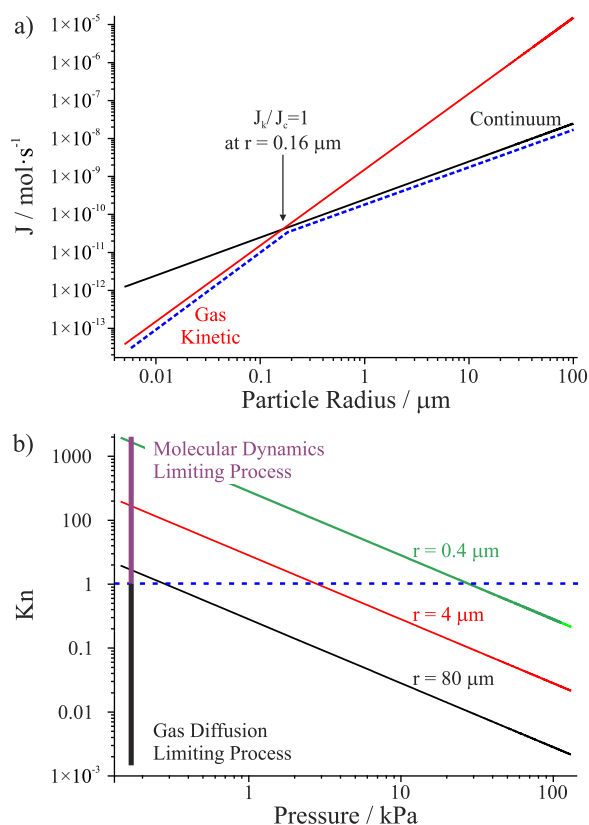 a)
J / mol·s⁻¹
1×10⁻⁵
1×10⁻⁶
1×10⁻⁷
1×10⁻⁸
1×10⁻⁹
1×10⁻¹⁰
1×10⁻¹¹
1×10⁻¹²
1×10⁻¹³
Jₖ/J꜀=1
at r = 0.16 μm
Continuum
Gas
Kinetic
0.01
0.1
1
10
100
Particle Radius / μm
b)
Kn
1000
100
10
1
0.1
0.01
1×10⁻³
Molecular Dynamics
Limiting Process
r = 0.4 μm
r = 4 μm
r = 80 μm
Gas Diffusion
Limiting Process
1
10
100
Pressure / kPa